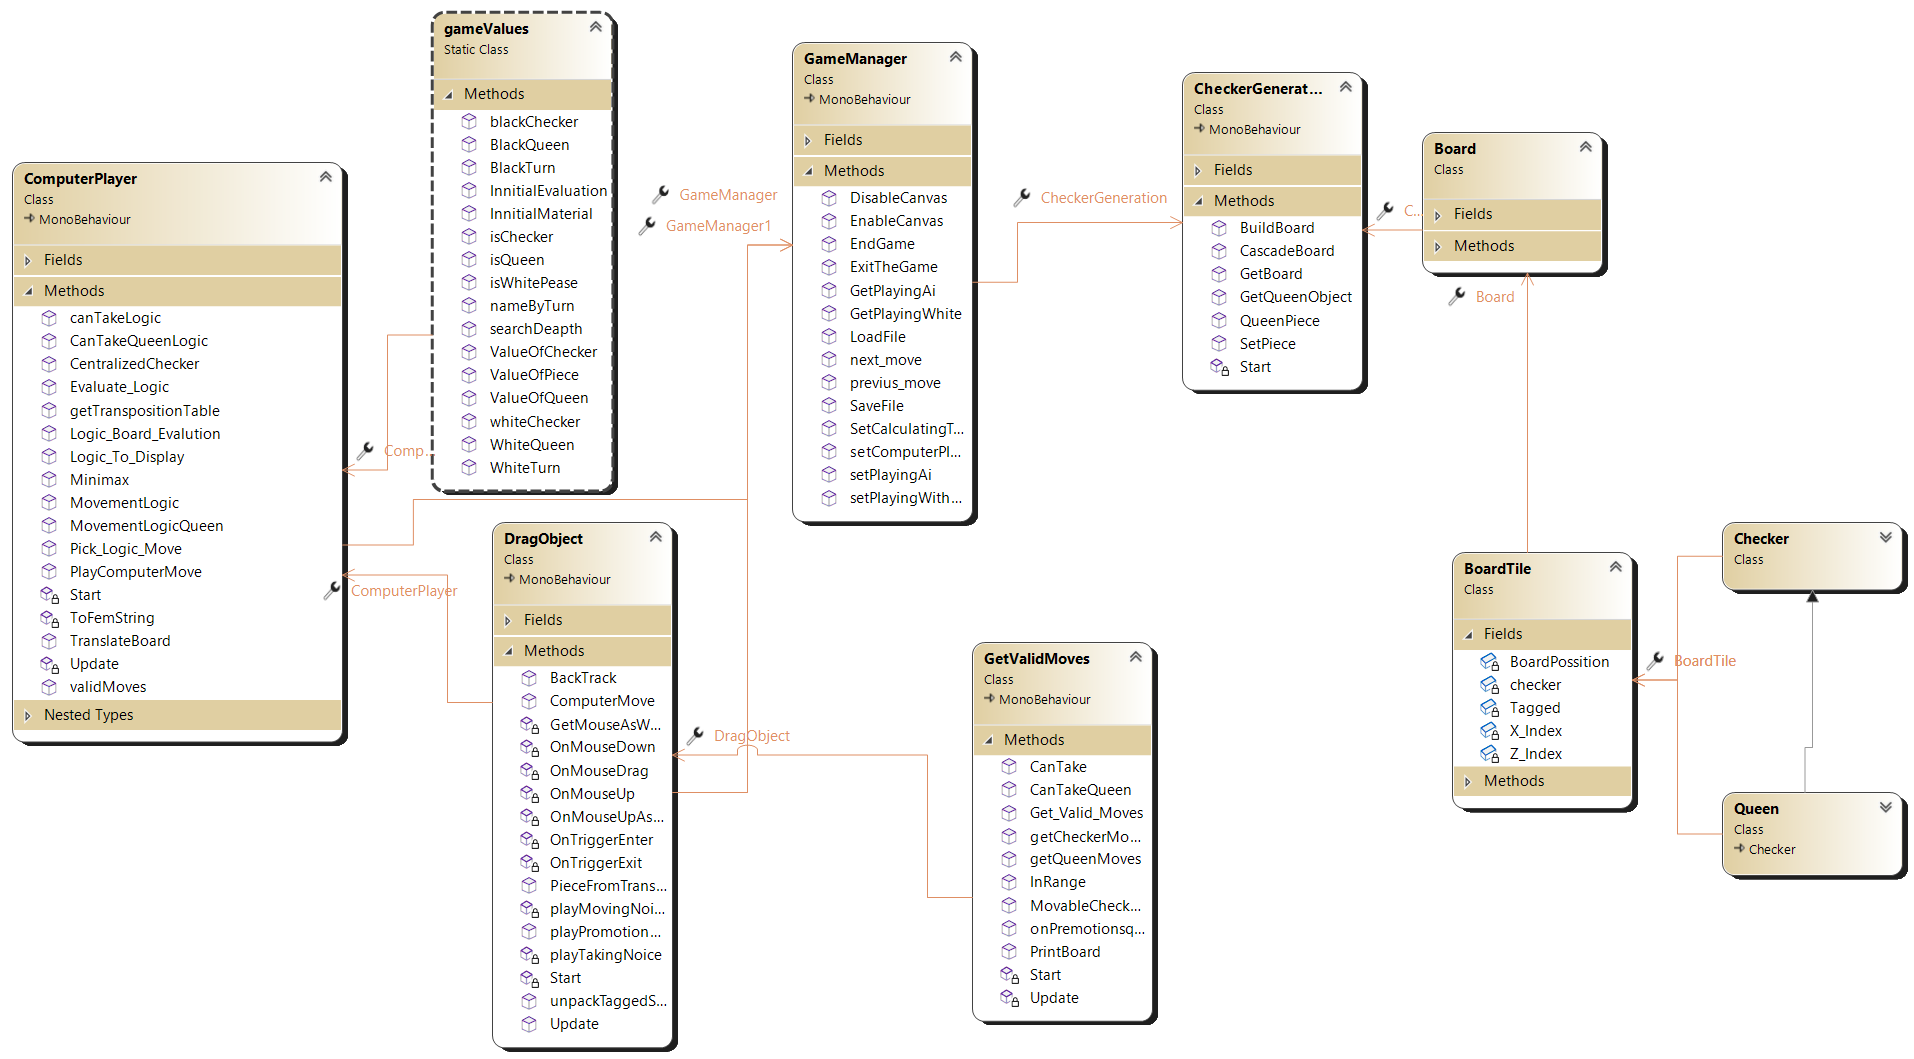 gameValues
Static Class
Methods
blackChecker
BlackQueen
BlackTurn
InnitialEvaluation
InnitialMaterial
isChecker
isQueen
isWhitePease
nameByTurn
searchDeapth
ValueOfChecker
ValueOfPiece
ValueOfQueen
whiteChecker
WhiteQueen
WhiteTurn
ComputerPlayer
Class
MonoBehaviour
Fields
Methods
canTakeLogic
CanTakeQueenLogic
CentralizedChecker
Evaluate_Logic
getTranspositionTable
Logic_Board_Evalution
Logic_To_Display
Minimax
MovementLogic
MovementLogicQueen
Pick_Logic_Move
PlayComputerMove
Start
ToFemString
TranslateBoard
Update
validMoves
Nested Types
Comp...
ComputerPlayer
GameManager
GameManager1
GameManager
Class
MonoBehaviour
Fields
Methods
DisableCanvas
EnableCanvas
EndGame
ExitTheGame
GetPlayingAi
GetPlayingWhite
LoadFile
next_move
previus_move
SaveFile
SetCalculatingT...
setComputerPl...
setPlayingAi
setPlayingWith...
CheckerGeneration
CheckerGenerat...
Class
MonoBehaviour
Fields
Methods
BuildBoard
CascadeBoard
GetBoard
GetQueenObject
QueenPiece
SetPiece
Start
C...
Board
Class
Fields
Methods
Board
DragObject
Class
MonoBehaviour
Fields
Methods
BackTrack
ComputerMove
GetMouseAsW...
OnMouseDown
OnMouseDrag
OnMouseUp
OnMouseUpAs...
OnTriggerEnter
OnTriggerExit
PieceFromTrans...
playMovingNoi...
playPromotion...
playTakingNoice
Start
unpackTaggedS...
Update
DragObject
GetValidMoves
Class
MonoBehaviour
Methods
CanTake
CanTakeQueen
Get_Valid_Moves
getCheckerMo...
getQueenMoves
InRange
MovableCheck...
onPremotionsq...
PrintBoard
Start
Update
BoardTile
Class
Fields
BoardPossition
checker
Tagged
X_Index
Z_Index
Methods
BoardTile
Checker
Class
Queen
Class
Checker